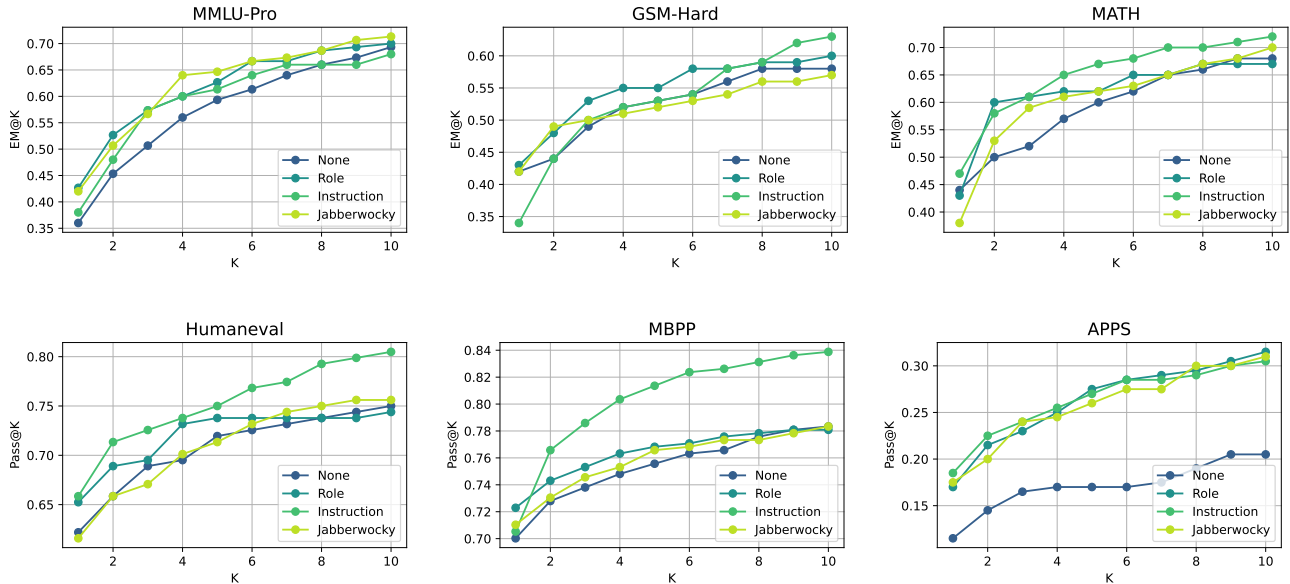 MMLU-Pro
EM@K
0.70
0.65
0.60
0.55
0.50
0.45
0.40
0.35
None
Role
Instruction
Jabberwocky
2 4 6 8 10
K
GSM-Hard
EM@K
0.60
0.55
0.50
0.45
0.40
0.35
None
Role
Instruction
Jabberwocky
2 4 6 8 10
K
MATH
EM@K
0.70
0.65
0.60
0.55
0.50
0.45
0.40
None
Role
Instruction
Jabberwocky
2 4 6 8 10
K
Humaneval
Pass@K
0.80
0.75
0.70
0.65
None
Role
Instruction
Jabberwocky
2 4 6 8 10
K
MBPP
Pass@K
0.84
0.82
0.80
0.78
0.76
0.74
0.72
0.70
None
Role
Instruction
Jabberwocky
2 4 6 8 10
K
APPS
Pass@K
0.30
0.25
0.20
0.15
None
Role
Instruction
Jabberwocky
2 4 6 8 10
K